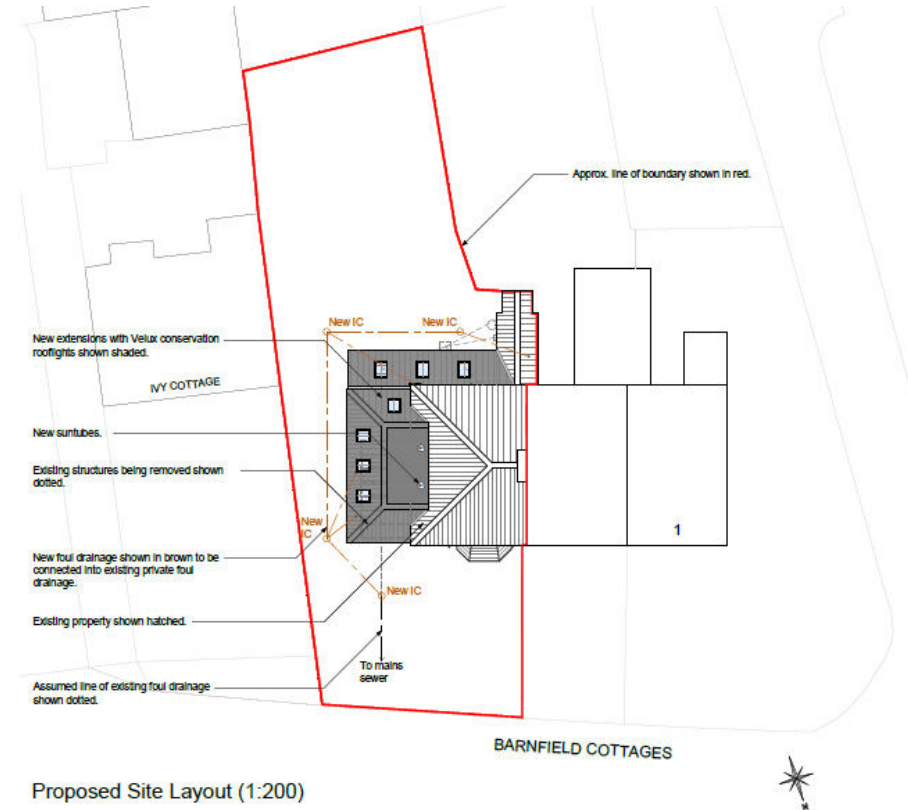 Approx. line of boundary shown in red.
New IC
New IC
New extensions with Velux conservation
rooflights shown shaded.
IVY COTTAGE
New suntubes.
Existing structures being removed shown
dotted.
New
IC
1
New foul drainage shown in brown to be
connected into existing private foul
drainage.
New IC
Existing property shown hatched.
To mains
sewer
Assumed line of existing foul drainage
shown dotted.
BARNFIELD COTTAGES
Proposed Site Layout (1:200)